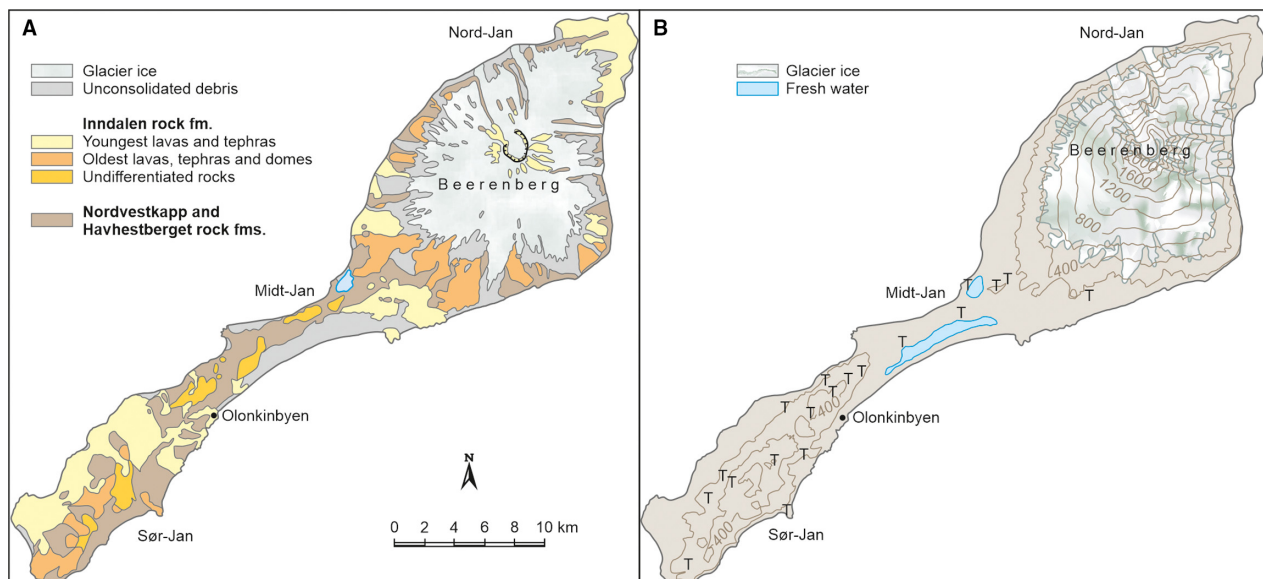 A
Nord-Jan
Glacier ice
Unconsolidated debris
Inndalen rock fm.
Youngest lavas and tephras
Oldest lavas, tephras and domes
Undifferentiated rocks
Nordvestkapp and
Havhestberget rock fms.
Beerenberg
Midt-Jan
Olonkinbyen
N
Sør-Jan
0 2 4 6 8 10 km
B
Nord-Jan
Glacier ice
Fresh water
Beerenberg
1600
1200
800
400
T T T
Midt-Jan
T
T
T
T
T T
T
T T
400
Olonkinbyen
T
T
T T
T
T
Sør-Jan
400
T